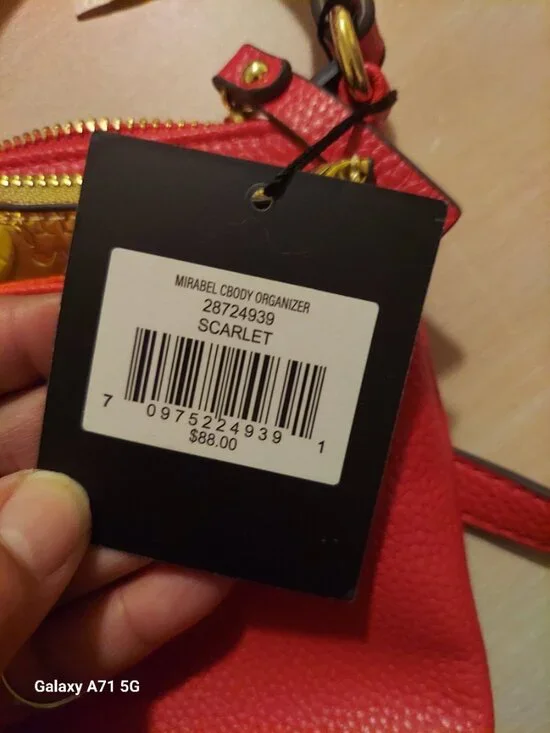 MIRABEL CBODY ORGANIZER
28724939
SCARLET
7 0975224939 1
$88.00
Galaxy A71 5G